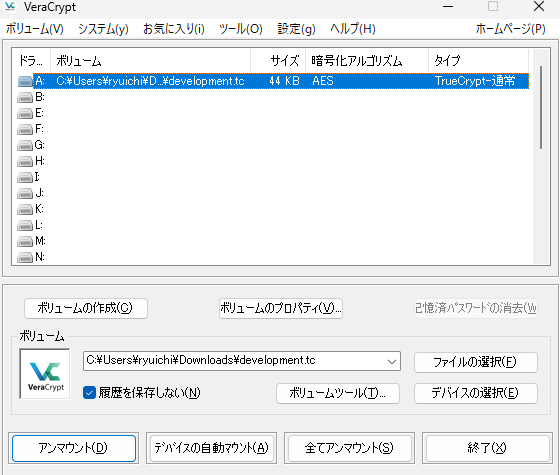 VeraCrypt
ボリューム(V) システム(y) お気に入り(i) ツール(O) 設定(g) ヘルプ(H) ホームページ(P)
ドラ... ボリューム サイズ 暗号化アルゴリズム タイプ
A: C:¥Users¥ryuichi¥D...¥development.tc 44 KB AES TrueCrypt-通常
B:
E:
F:
G:
H:
I:
J:
K:
L:
M:
N:
ボリュームの作成(C) ボリュームのプロパティ(V)... 記憶済パスワードの消去(W
ボリューム
VeraCrypt C:¥Users¥ryuichi¥Downloads¥development.tc ファイルの選択(F)
履歴を保存しない(N) ボリュームツール(T)... デバイスの選択(E)
アンマウント(D) デバイスの自動マウント(A) 全てアンマウント(S) 終了(X)